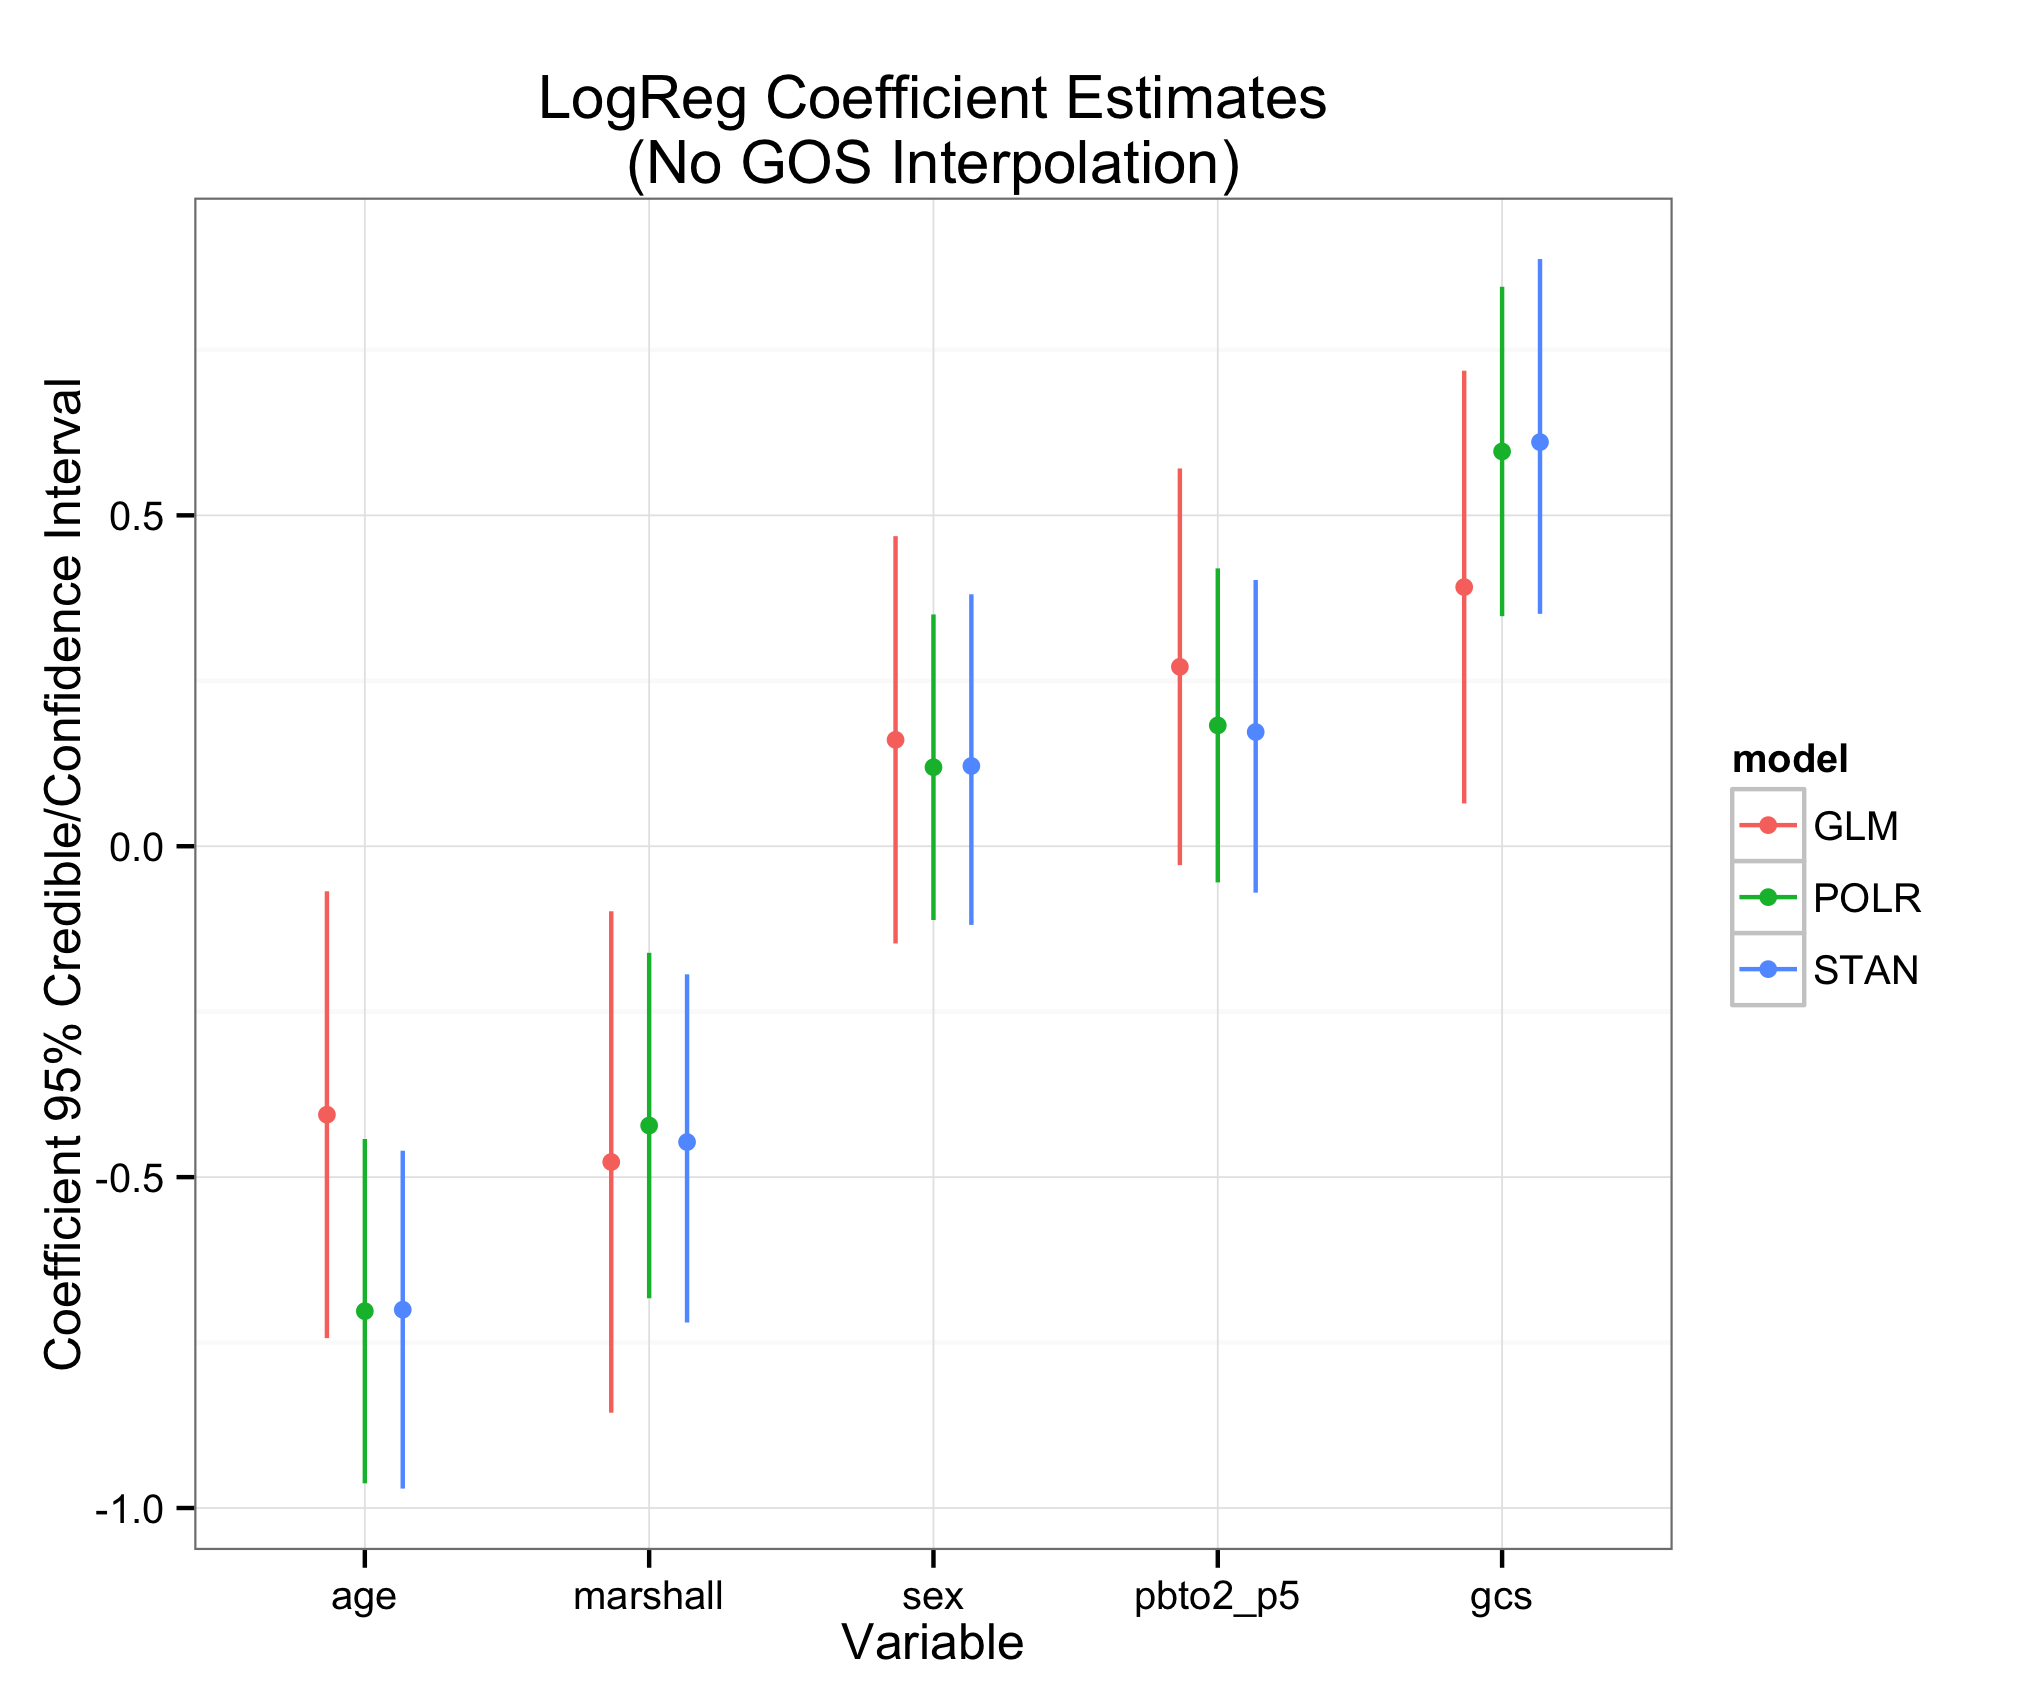 LogReg Coefficient Estimates
(No GOS Interpolation)
Coefficient 95% Credible/Confidence Interval
0.5
0.0
-0.5
-1.0
age
marshall
sex
pbto2_p5
gcs
Variable
model
GLM
POLR
STAN